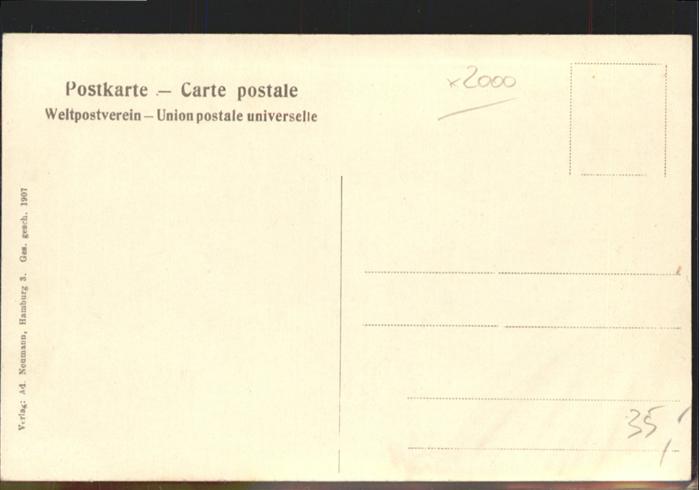 Postkarte — Carte postale
Weltpostverein — Union postale universelle
x2000
Verlag: Ad. Neumann, Hamburg 3. Ges. gesch. 1907
35,